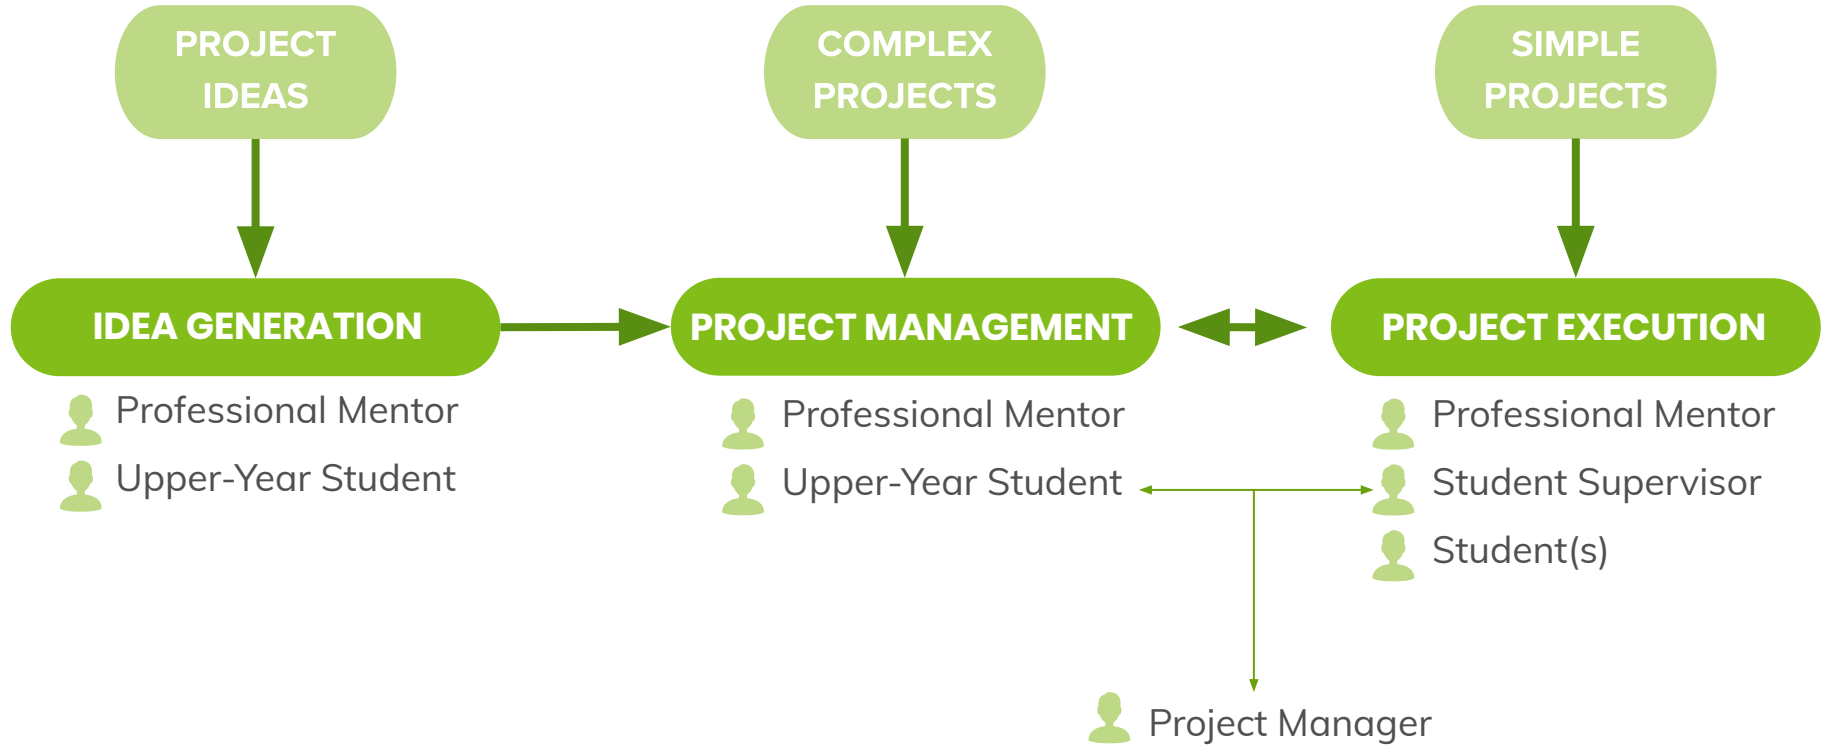 PROJECT
IDEAS
COMPLEX
PROJECTS
SIMPLE
PROJECTS
IDEA GENERATION
PROJECT MANAGEMENT
PROJECT EXECUTION
Professional Mentor
Upper-Year Student
Professional Mentor
Upper-Year Student
Professional Mentor
Student Supervisor
Student(s)
Project Manager